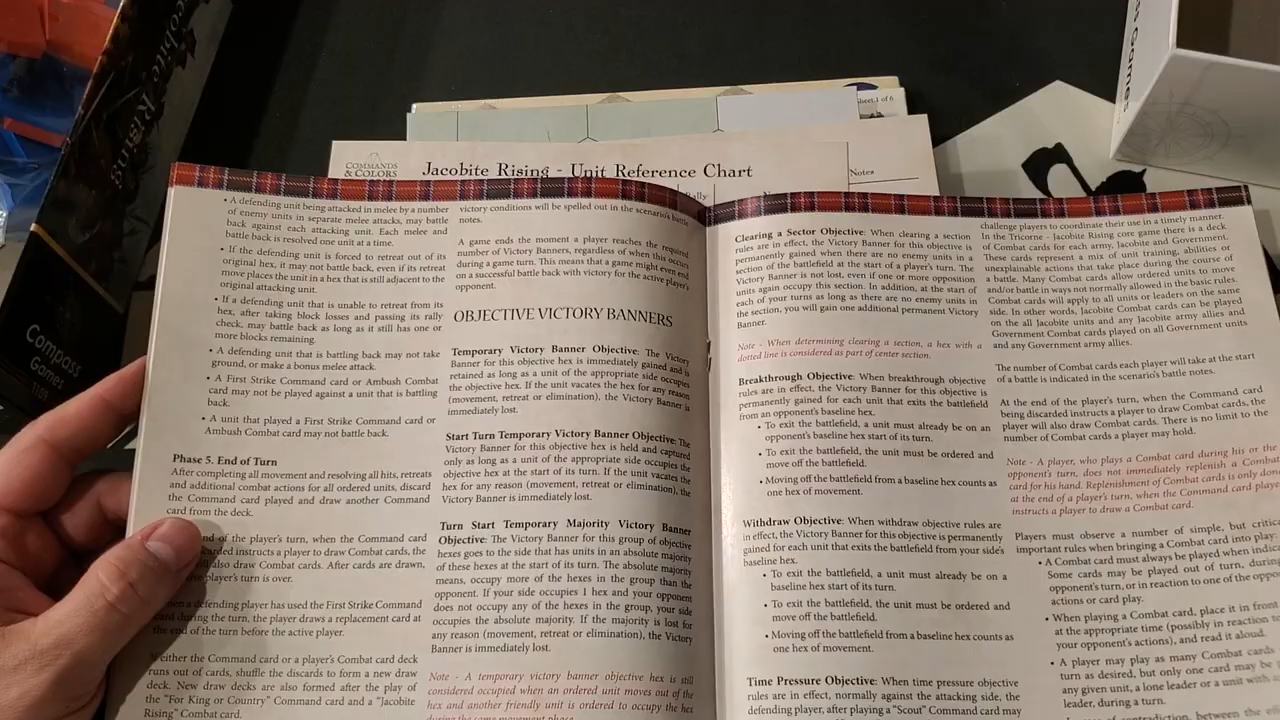 Jacobite Rising
Compass
Games
1109
Games
Sheet 1 of 6
COMMANDS
& COLORS
Jacobite Rising - Unit Reference Chart
Rally
Notes
• A defending unit being attacked in melee by a number
of enemy units in separate melee attacks, may battle
back against each attacking unit. Each melee and
battle back is resolved one unit at a time.
• If the defending unit is forced to retreat out of its
original hex, it may not battle back, even if its retreat
move places the unit in a hex that is still adjacent to the
original attacking unit.
• If a defending unit that is unable to retreat from its
hex, after taking block losses and passing its rally
check, may battle back as long as it still has one or
more blocks remaining.
• A defending unit that is battling back may not take
ground, or make a bonus melee attack.
• A First Strike Command card or Ambush Combat
card may not be played against a unit that is battling
back.
• A unit that played a First Strike Command card or
Ambush Combat card may not battle back.
Phase 5. End of Turn
After completing all movement and resolving all hits, retreats
and additional combat actions for all ordered units, discard
the Command card played and draw another Command
card from the deck.
end of the player's turn, when the Command card
instructs a player to draw Combat cards, the
also draw Combat cards. After cards are drawn,
player's turn is over.
a defending player has used the First Strike Command
card during the turn, the player draws a replacement card at
the end of the turn before the active player.
either the Command card or a player's Combat card deck
runs out of cards, shuffle the discards to form a new draw
deck. New draw decks are also formed after the play of
the "For King or Country" Command card and a "Jacobite
Rising" Combat card.
victory conditions will be spelled out in the scenario's battle
notes.
A game ends the moment a player reaches the required
number of Victory Banners, regardless of when this occurs
during a game turn. This means that a game might even end
on a successful battle back with victory for the active player's
opponent.
OBJECTIVE VICTORY BANNERS
Temporary Victory Banner Objective: The Victory
Banner for this objective hex is immediately gained and is
retained as long as a unit of the appropriate side occupies
the objective hex. If the unit vacates the hex for any reason
(movement, retreat or elimination), the Victory Banner is
immediately lost.
Start Turn Temporary Victory Banner Objective: The
Victory Banner for this objective hex is held and captured
only as long as a unit of the appropriate side occupies the
objective hex at the start of its turn. If the unit vacates the
hex for any reason (movement, retreat or elimination), the
Victory Banner is immediately lost.
Turn Start Temporary Majority Victory Banner
Objective: The Victory Banner for this group of objective
hexes goes to the side that has units in an absolute majority
of these hexes at the start of its turn. The absolute majority
means, occupy more of the hexes in the group than the
opponent. If your side occupies 1 hex and your opponent
does not occupy any of the hexes in the group, your side
occupies the absolute majority. If the majority is lost for
any reason (movement, retreat or elimination), the Victory
Banner is immediately lost.
Note - A temporary victory banner objective hex is still
considered occupied when an ordered unit moves out of the
hex and another friendly unit is ordered to occupy the hex
during the same movement phase.
Clearing a Sector Objective: When clearing a section
rules are in effect, the Victory Banner for this objective is
permanently gained when there are no enemy units in a
section of the battlefield at the start of a player's turn. The
Victory Banner is not lost, even if one or more opposition
units again occupy this section. In addition, at the start of
each of your turns as long as there are no enemy units in
the section, you will gain one additional permanent Victory
Banner.
Note - When determining clearing a section, a hex with a
dotted line is considered as part of center section.
Breakthrough Objective: When breakthrough objective
rules are in effect, the Victory Banner for this objective is
permanently gained for each unit that exits the battlefield
from an opponent's baseline hex.
• To exit the battlefield, a unit must already be on an
opponent's baseline hex start of its turn.
• To exit the battlefield, the unit must be ordered and
move off the battlefield.
• Moving off the battlefield from a baseline hex counts as
one hex of movement.
Withdraw Objective: When withdraw objective rules are
in effect, the Victory Banner for this objective is permanently
gained for each unit that exits the battlefield from your side's
baseline hex.
• To exit the battlefield, a unit must already be on a
baseline hex start of its turn.
• To exit the battlefield, the unit must be ordered and
move off the battlefield.
• Moving off the battlefield from a baseline hex counts as
one hex of movement.
Time Pressure Objective: When time pressure objective
rules are in effect, normally against the attacking side, the
defending player, after playing a "Scout" Command card may
challenge players to coordinate their use in a timely manner.
In the Tricorne - Jacobite Rising core game there is a deck
of Combat cards for each army, Jacobite and Government.
These cards represent a mix of unit training, abilities or
unexplainable actions that take place during the course of
a battle. Many Combat cards allow ordered units to move
and/or battle in ways not normally allowed in the basic rules.
Combat cards will apply to all units or leaders on the same
side. In other words, Jacobite Combat cards can be played
on the all Jacobite units and any Jacobite army allies and
Government Combat cards played on all Government units
and any Government army allies.
The number of Combat cards each player will take at the start
of a battle is indicated in the scenario's battle notes.
At the end of the player's turn, when the Command card
being discarded instructs a player to draw Combat cards, the
player will also draw Combat cards. There is no limit to the
number of Combat cards a player may hold.
Note - A player, who plays a Combat card during his or the
opponent's turn, does not immediately replenish a Combat
card for his hand. Replenishment of Combat cards is only done
at the end of a player's turn, when the Command card played
instructs a player to draw a Combat card.
Players must observe a number of simple, but critical
important rules when bringing a Combat card into play:
• A Combat card must always be played when indica
Some cards may be played out of turn, during
opponent's turn, or in reaction to one of the oppo
actions or card play.
• When playing a Combat card, place it in front
at the appropriate time (possibly in reaction to
your opponent's actions), and read it aloud.
• A player may play as many Combat cards
turn as desired, but only one card may be
any given unit, a lone leader or a unit with a
leader, during a turn.
between the